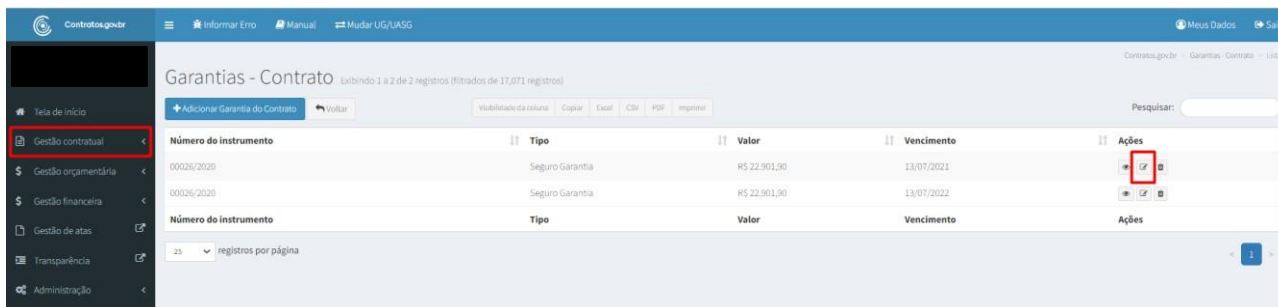 Contratos.gov.br
Informar Erro Manual Mudar UG/UASG Meus Dados Sai
Contratos.gov.br > Garantias - Contrato > List
Garantias - Contrato Exibindo 1 a 2 de 2 registros (filtrados de 17,071 registros)
Adicionar Garantia do Contrato Voltar Visibilidade da coluna Copiar Excel CSV PDF Imprimir Pesquisar:
Tela de início
Gestão contratual
Gestão orçamentária
Gestão financeira
Gestão de atas
Transparência
Administração
Número do instrumento Tipo Valor Vencimento Ações
00026/2020 Seguro Garantia R$ 22.901,90 13/07/2021
00026/2020 Seguro Garantia R$ 22.901,90 13/07/2022
Número do instrumento Tipo Valor Vencimento Ações
25 registros por página
< 1 >